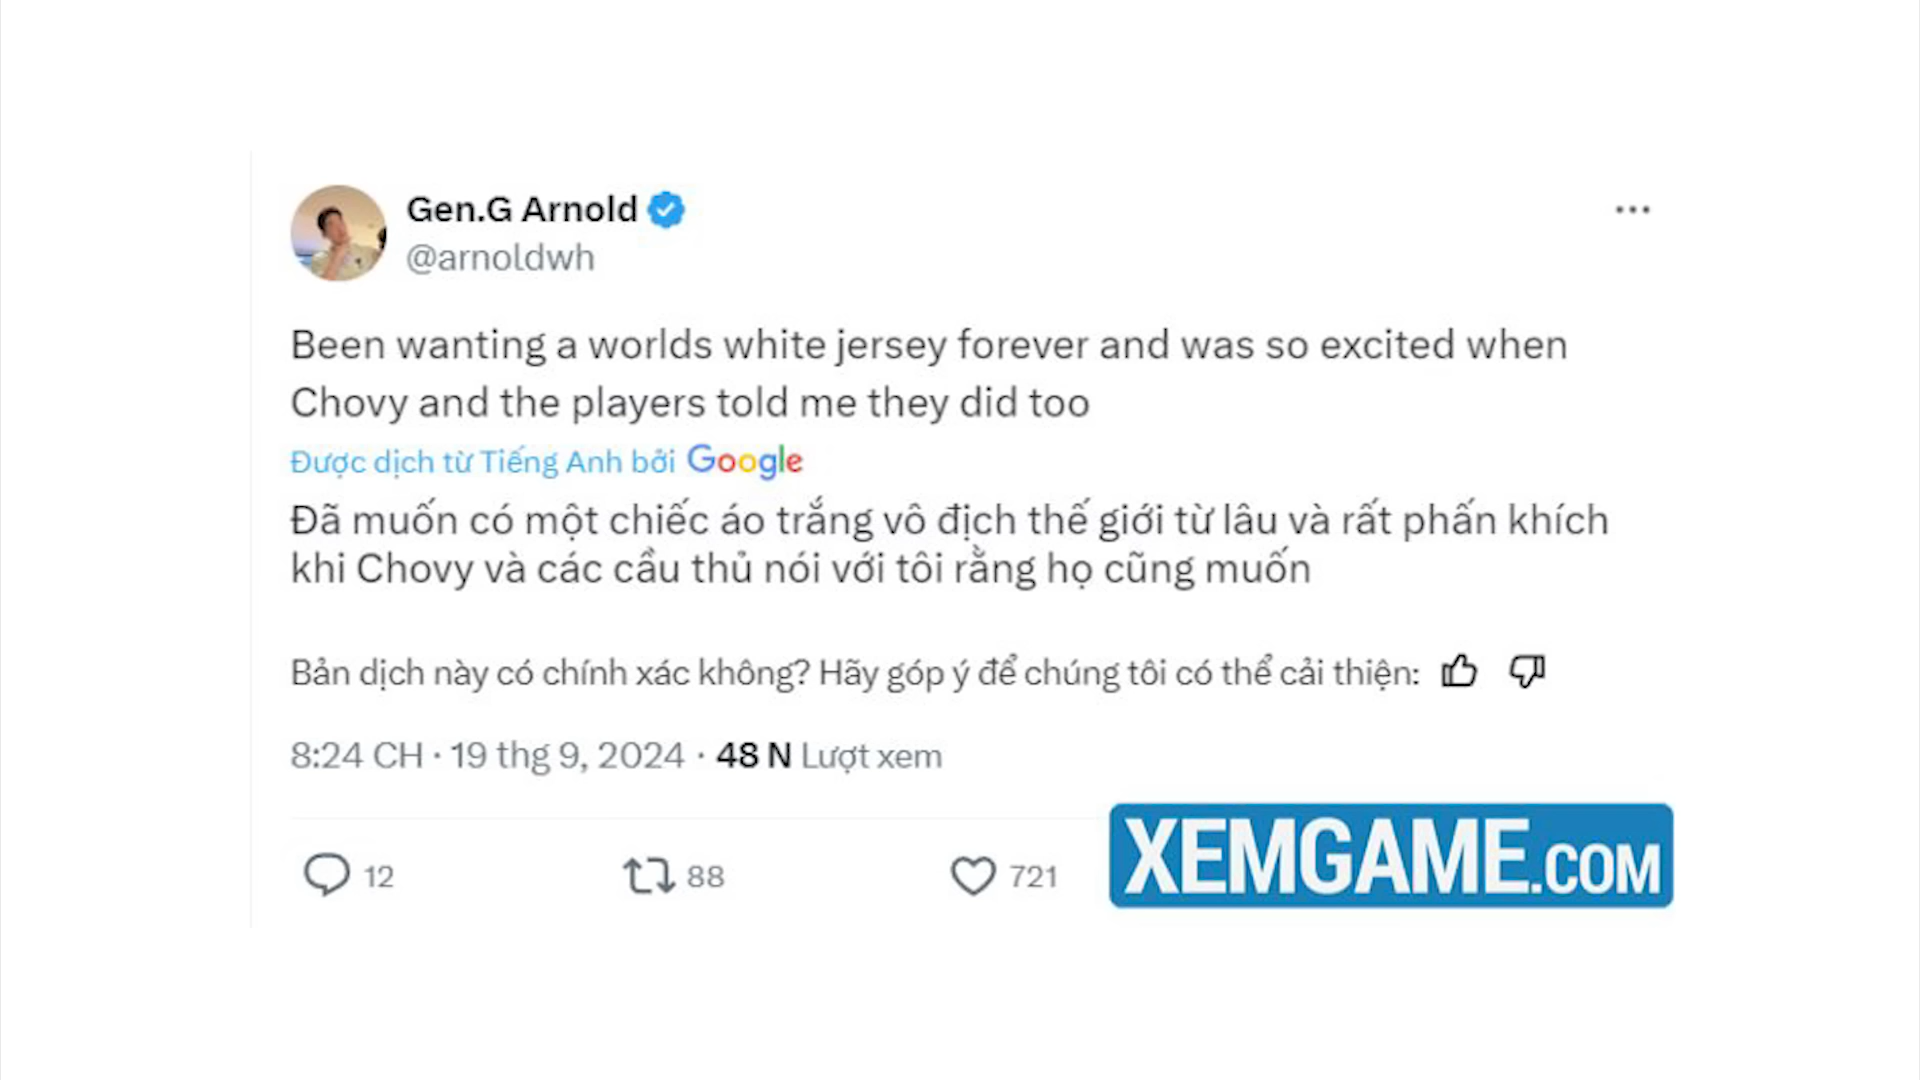 Gen.G Arnold
@arnoldwh
Been wanting a worlds white jersey forever and was so excited when
Chovy and the players told me they did too
Được dịch từ Tiếng Anh bởi Google
Đã muốn có một chiếc áo trắng vô địch thế giới từ lâu và rất phấn khích
khi Chovy và các cầu thủ nói với tôi rằng họ cũng muốn
Bản dịch này có chính xác không? Hãy góp ý để chúng tôi có thể cải thiện:
8:24 CH · 19 thg 9, 2024 · 48 N Lượt xem
12 88 721
XEMGAME.COM